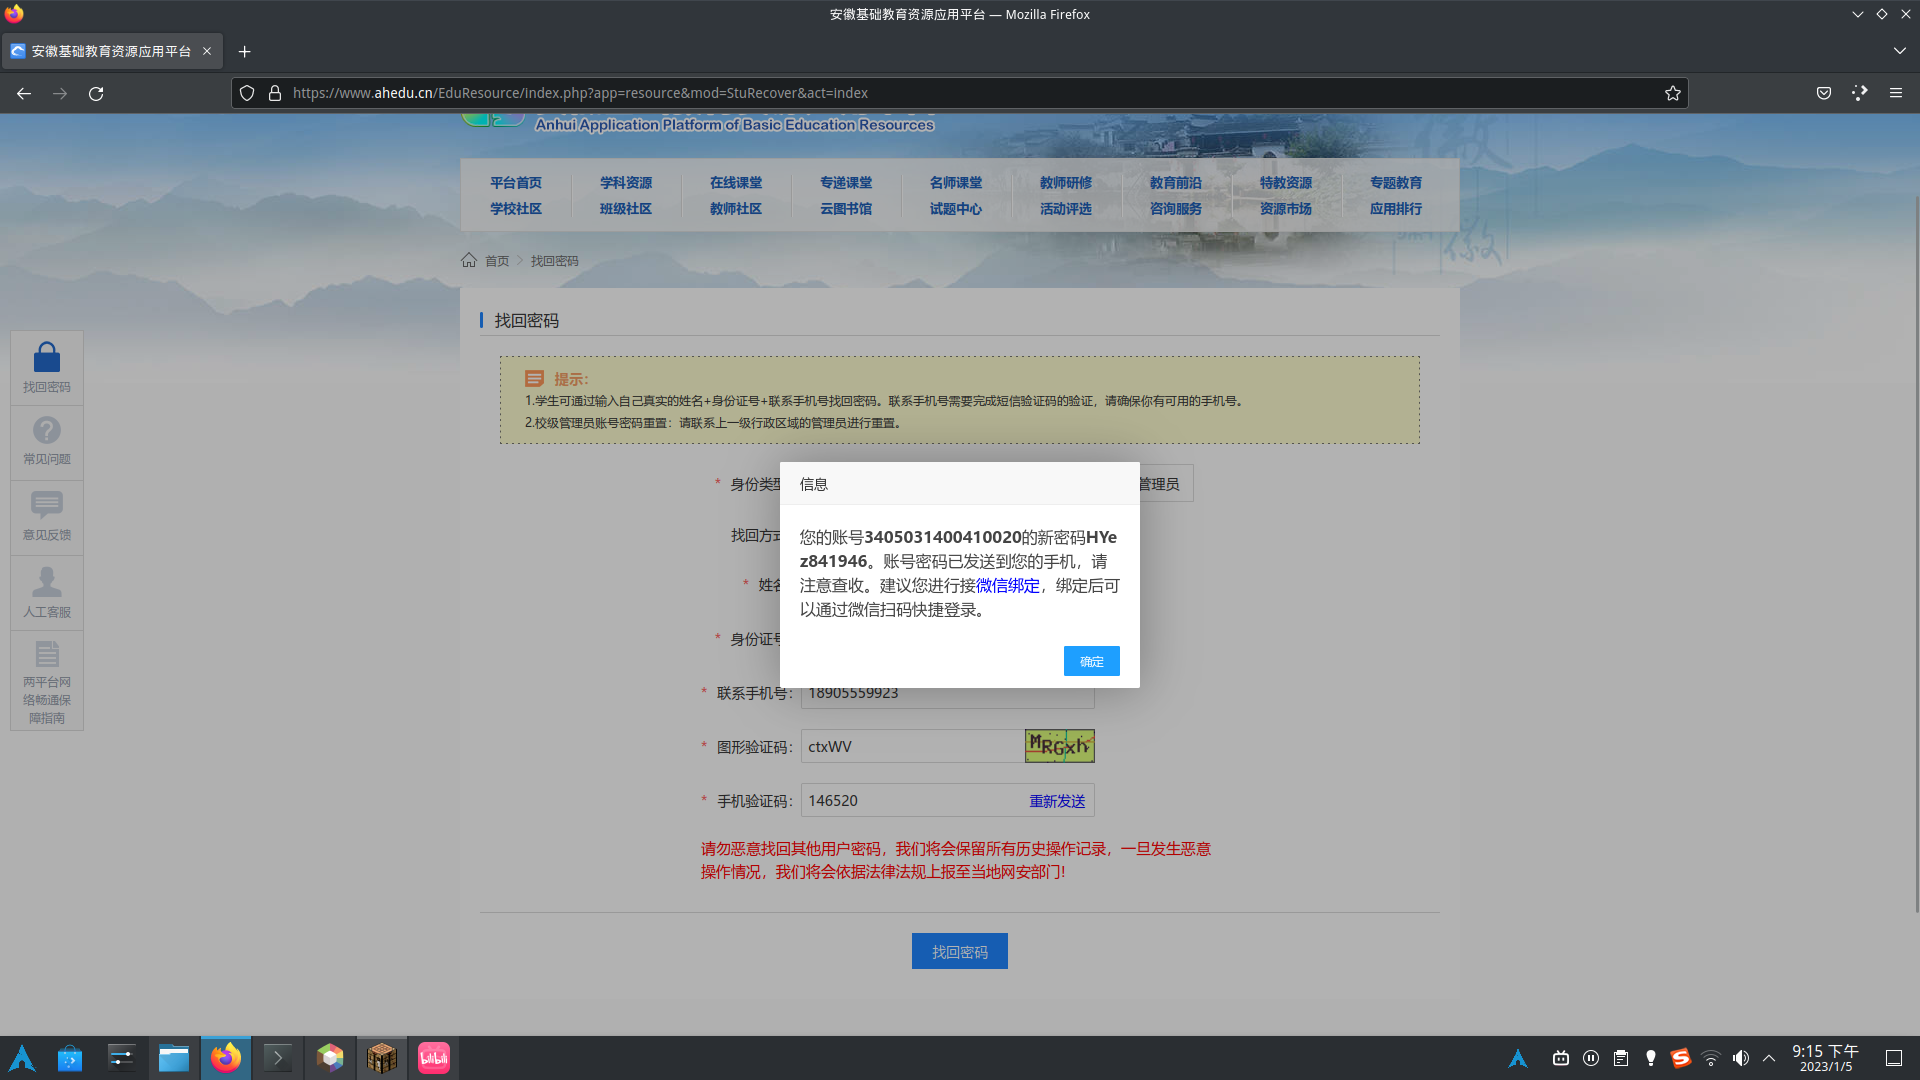 安徽基础教育资源应用平台 — Mozilla Firefox
安徽基础教育资源应用平台
https://www.ahedu.cn/EduResource/index.php?app=resource&mod=StuRecover&act=index
Anhui Application Platform of Basic Education Resources
平台首页 学科资源 在线课堂 专递课堂 名师课堂 教师研修 教育前沿 特教资源 专题教育
学校社区 班级社区 教师社区 云图书馆 试题中心 活动评选 咨询服务 资源市场 应用排行
首页 > 找回密码
找回密码
提示：
1.学生可通过输入自己真实的姓名+身份证号+联系手机号找回密码。联系手机号需要完成短信验证码的验证，请确保你有可用的手机号。
2.校级管理员账号密码重置：请联系上一级行政区域的管理员进行重置。
找回密码
常见问题
意见反馈
人工客服
两平台网
络畅通保
障指南
* 身份类型
管理员
找回方式
* 姓名
* 身份证号
信息
您的账号3405031400410020的新密码HYe
z841946。账号密码已发送到您的手机，请
注意查收。建议您进行接微信绑定，绑定后可
以通过微信扫码快捷登录。
确定
* 联系手机号： 18905559923
* 图形验证码： ctxWV MRGxh
* 手机验证码： 146520 重新发送
请勿恶意找回其他用户密码，我们将会保留所有历史操作记录，一旦发生恶意
操作情况，我们将会依据法律法规上报至当地网安部门！
找回密码
bilibili
9:15 下午
2023/1/5